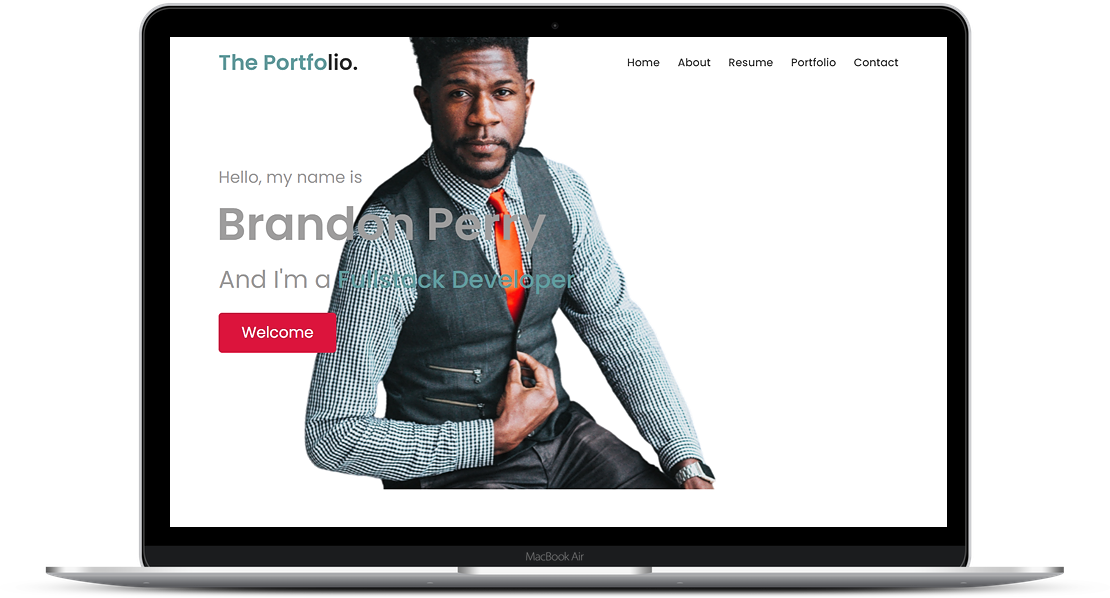 The Portfolio.
Home About Resume Portfolio Contact
Hello, my name is
Brandon Perry
And I'm a Fullstack Developer
Welcome
MacBook Air